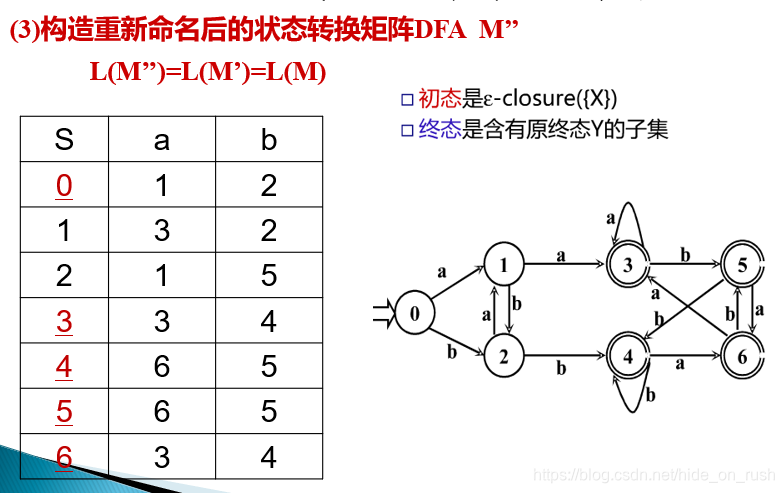 (3)构造重新命名后的状态转换矩阵DFA M”
L(M”)=L(M’)=L(M)
初态是ε-closure({X})
终态是含有原终态Y的子集
S a b
0 1 2
1 3 2
2 1 5
3 3 4
4 6 5
5 6 5
6 3 4
a
1 a 3 b 5
a a
0 a b b b a
b
2 b 4 a 6
b
https://blog.csdn.net/hide_on_rush